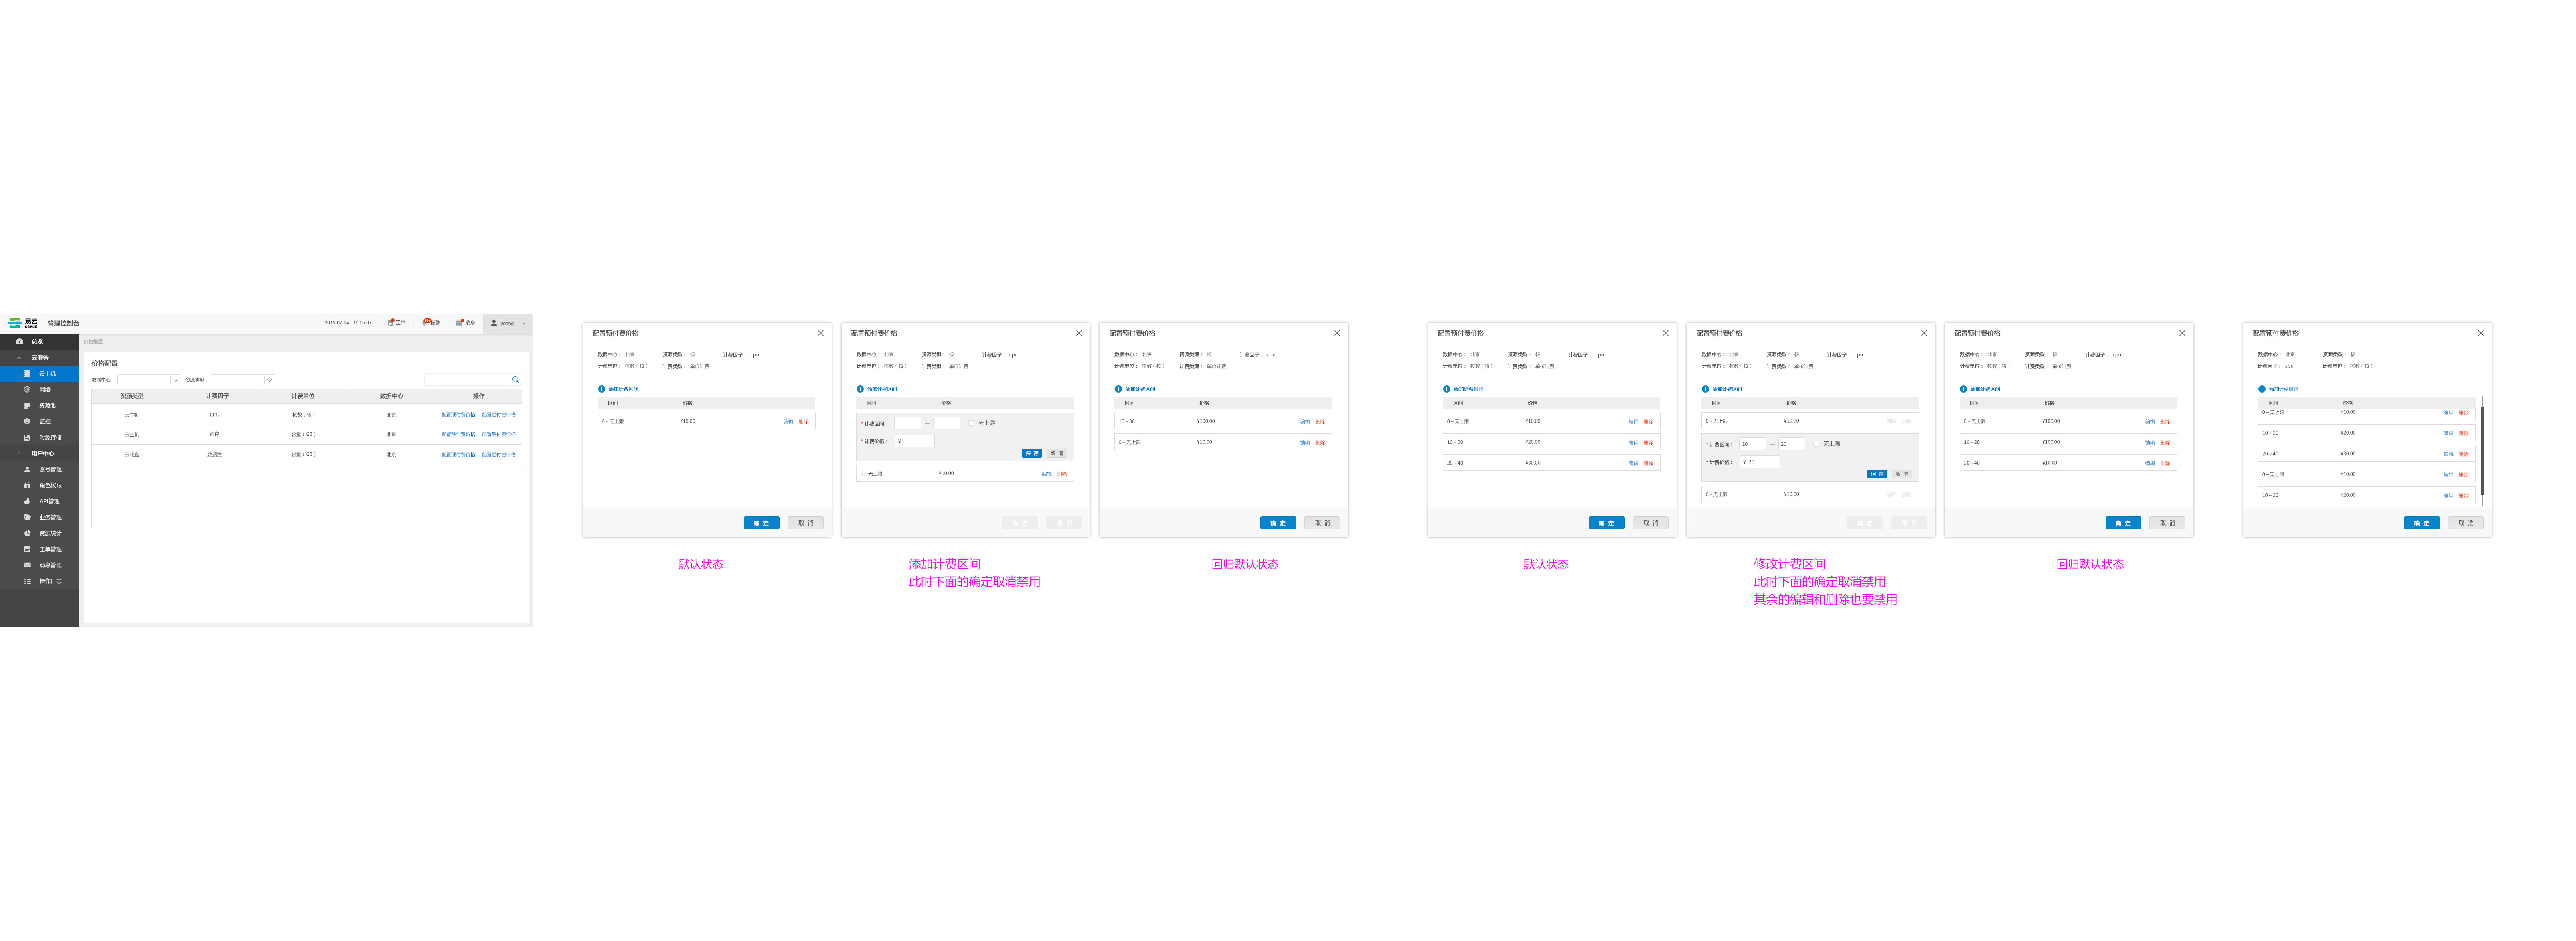 易云 管理控制台 2015-07-24 16:05:07 工单 报警 消息 yoong...
总览
云服务
云主机
网络
资源池
监控
对象存储
用户中心
账号管理
角色权限
API管理
业务管理
资源统计
工单管理
消息管理
操作日志
价格配置
价格配置
数据中心： 资源类型：
资源类型 计费因子 计费单位 数据中心 操作
云主机 CPU 核数（核） 北京 配置预付费价格 配置后付费价格
云主机 内存 容量（GB） 北京 配置预付费价格 配置后付费价格
云硬盘 数据盘 容量（GB） 北京 配置预付费价格 配置后付费价格
配置预付费价格
数据中心： 北京 资源类型： 核 计费因子： cpu
计费单位： 核数（核） 计费类型： 单价计费
添加计费区间
区间 价格
0－无上限 ¥10.00 编辑 删除
确 定 取 消
默认状态
配置预付费价格
数据中心： 北京 资源类型： 核 计费因子： cpu
计费单位： 核数（核） 计费类型： 单价计费
添加计费区间
区间 价格
* 计费区间： — 无上限
* 计费价格： ¥
保 存 取 消
0－无上限 ¥10.00 编辑 删除
确 定 取 消
添加计费区间
此时下面的确定取消禁用
配置预付费价格
数据中心： 北京 资源类型： 核 计费因子： cpu
计费单位： 核数（核） 计费类型： 单价计费
添加计费区间
区间 价格
10－36 ¥100.00 编辑 删除
0－无上限 ¥10.00 编辑 删除
确 定 取 消
回归默认状态
配置预付费价格
数据中心： 北京 资源类型： 核 计费因子： cpu
计费单位： 核数（核） 计费类型： 单价计费
添加计费区间
区间 价格
0－无上限 ¥10.00 编辑 删除
10－20 ¥20.00 编辑 删除
20－40 ¥30.00 编辑 删除
确 定 取 消
默认状态
配置预付费价格
数据中心： 北京 资源类型： 核 计费因子： cpu
计费单位： 核数（核） 计费类型： 单价计费
添加计费区间
区间 价格
0－无上限 ¥10.00 编辑 删除
* 计费区间： 10 — 20 无上限
* 计费价格： ¥ 20
保 存 取 消
0－无上限 ¥10.00 编辑 删除
确 定 取 消
修改计费区间
此时下面的确定取消禁用
其余的编辑和删除也要禁用
配置预付费价格
数据中心： 北京 资源类型： 核 计费因子： cpu
计费单位： 核数（核） 计费类型： 单价计费
添加计费区间
区间 价格
0－无上限 ¥100.00 编辑 删除
10－28 ¥100.00 编辑 删除
20－40 ¥10.00 编辑 删除
确 定 取 消
回归默认状态
配置预付费价格
数据中心： 北京 资源类型： 核
计费因子： cpu 计费单位： 核数（核）
添加计费区间
区间 价格
0－无上限 ¥10.00 编辑 删除
10－20 ¥20.00 编辑 删除
20－40 ¥30.00 编辑 删除
0－无上限 ¥10.00 编辑 删除
10－20 ¥20.00 编辑 删除
确 定 取 消